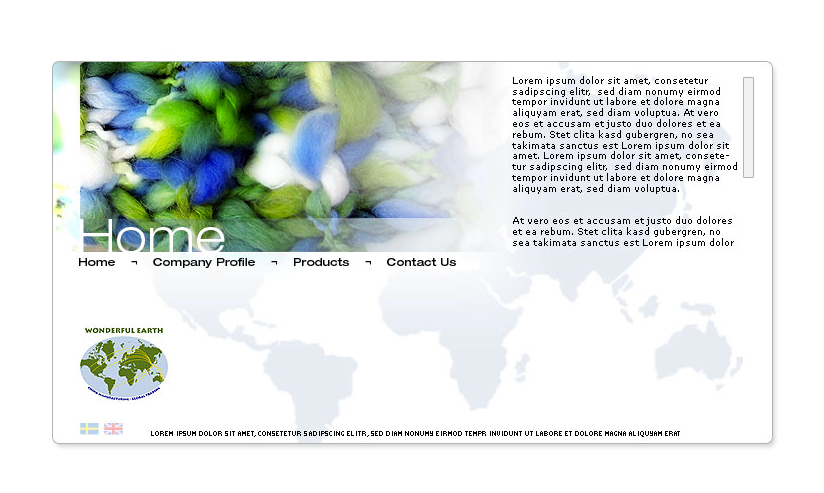 Lorem ipsum dolor sit amet, consetetur
sadipscing elitr,  sed diam nonumy eirmod
tempor invidunt ut labore et dolore magna
aliquyam erat, sed diam voluptua. At vero
eos et accusam et justo duo dolores et ea
rebum. Stet clita kasd gubergren, no sea
takimata sanctus est Lorem ipsum dolor sit
amet. Lorem ipsum dolor sit amet, consete-
tur sadipscing elitr,  sed diam nonumy eirmod
tempor invidunt ut labore et dolore magna
aliquyam erat, sed diam voluptua.
At vero eos et accusam et justo duo dolores
et ea rebum. Stet clita kasd gubergren, no
sea takimata sanctus est Lorem ipsum dolor
Home
Home ¬ Company Profile ¬ Products ¬ Contact Us
WONDERFUL EARTH
LOREM IPSUM DOLOR SIT AMET, CONSETETUR SADIPSCING ELITR, SED DIAM NONUMY EIRMOD TEMPR INVIDUNT UT LABORE ET DOLORE MAGNA ALIQUYAM ERAT